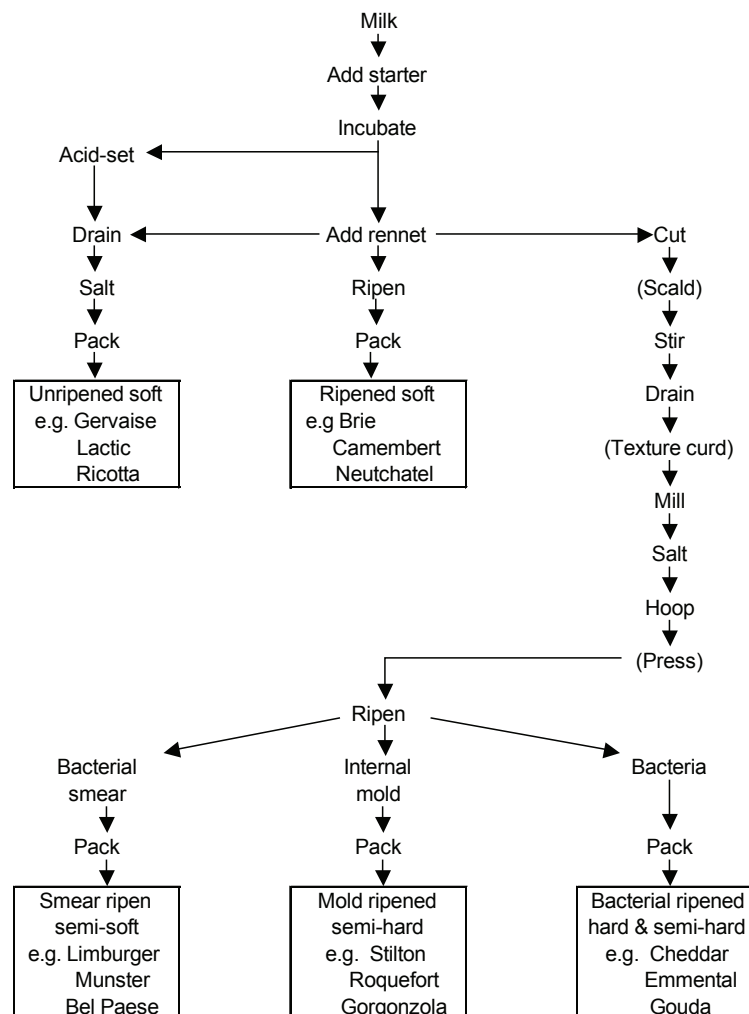 Milk
Add starter
Incubate
Acid-set
Drain
Add rennet
Cut
Salt
Ripen
(Scald)
Pack
Pack
Stir
Unripened soft
e.g. Gervaise
Lactic
Ricotta
Ripened soft
e.g Brie
Camembert
Neutchatel
Drain
(Texture curd)
Mill
Salt
Hoop
(Press)
Ripen
Bacterial
smear
Internal
mold
Bacteria
Pack
Pack
Pack
Smear ripen
semi-soft
e.g. Limburger
Munster
Bel Paese
Mold ripened
semi-hard
e.g. Stilton
Roquefort
Gorgonzola
Bacterial ripened
hard & semi-hard
e.g. Cheddar
Emmental
Gouda